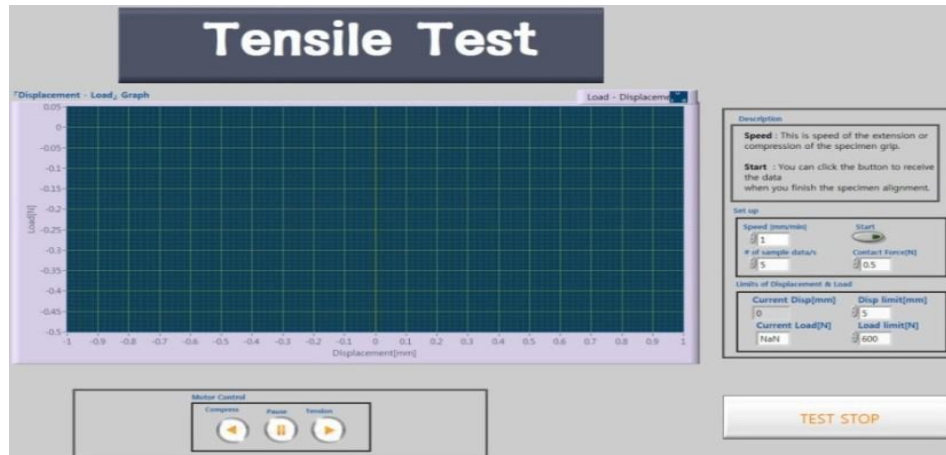 Tensile Test
「Displacement - Load」 Graph
Load - Displaceme
0.05
0
-0.05
-0.1
-0.15
-0.2
-0.25
-0.3
-0.35
-0.4
-0.45
-0.5
Load[N]
-1 -0.9 -0.8 -0.7 -0.6 -0.5 -0.4 -0.3 -0.2 -0.1 0 0.1 0.2 0.3 0.4 0.5 0.6 0.7 0.8 0.9 1
Displacement[mm]
Description
Speed : This is speed of the extension or
compression of the specimen grip.
Start : You can click the button to receive
the data
when you finish the specimen alignment.
Set up
Speed [mm/min] Start
1
# of sample data/s Contact Force[N]
5 0.5
Limits of Displacement & Load
Current Disp[mm] Disp limit[mm]
0 5
Current Load[N] Load limit[N]
NaN 600
Motor Control
Compress Pause Tension
TEST STOP